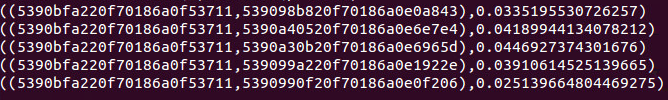 ((5390bfa220f70186a0f53711,539098b820f70186a0e0a843),0.0335195530726257)
((5390bfa220f70186a0f53711,5390a40520f70186a0e6e7e4),0.04189944134078212)
((5390bfa220f70186a0f53711,5390a30b20f70186a0e6965d),0.0446927374301676)
((5390bfa220f70186a0f53711,539099a220f70186a0e1922e),0.03910614525139665)
((5390bfa220f70186a0f53711,5390990f20f70186a0e0f206),0.025139664804469275)